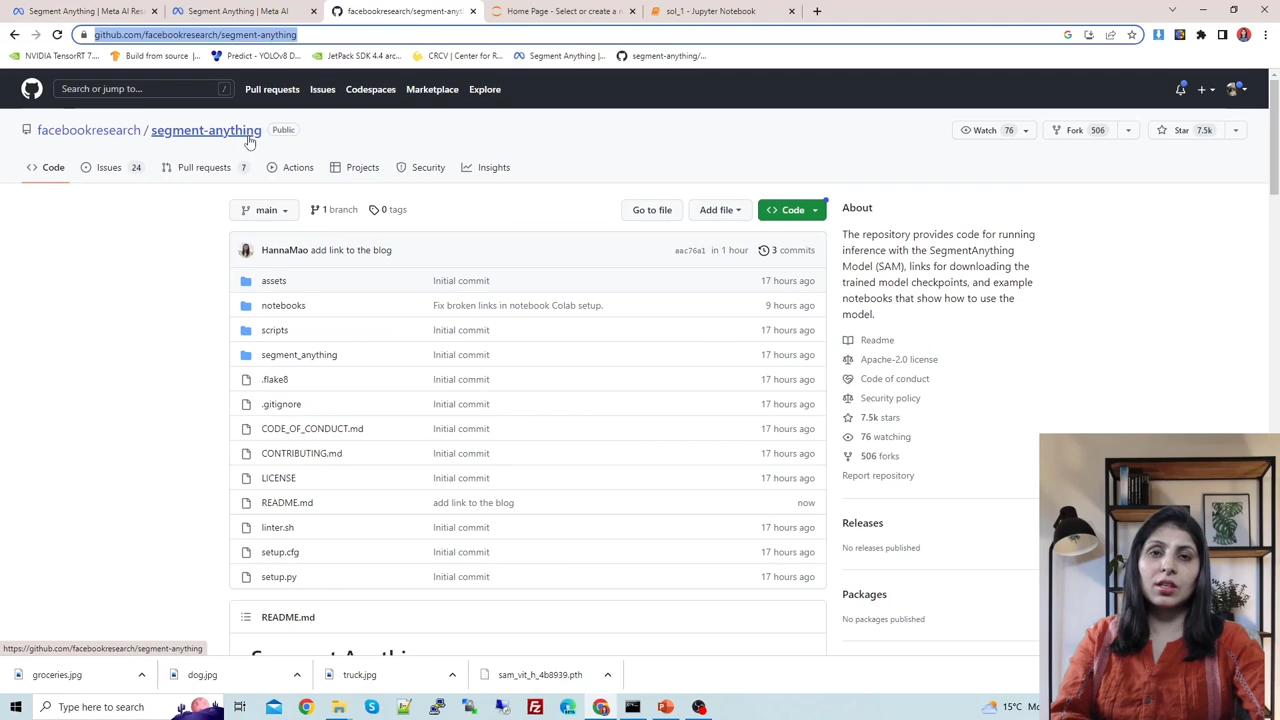 Segment Anything | Meta AI Res
Segment Anything | Meta AI
facebookresearch/segment-anythin
Home Page - Select or create a n
sol_1 - Jupyter Notebook
github.com/facebookresearch/segment-anything
NVIDIA TensorRT 7....
Build from source | ...
Predict - YOLOv8 D...
JetPack SDK 4.4 arc...
CRCV | Center for R...
Segment Anything |...
segment-anything/...
Search or jump to...
/
Pull requests
Issues
Codespaces
Marketplace
Explore
facebookresearch / segment-anything
Public
Watch 76
Fork 506
Star 7.5k
Code
Issues 24
Pull requests 7
Actions
Projects
Security
Insights
main
1 branch
0 tags
Go to file
Add file
Code
About
The repository provides code for running
inference with the SegmentAnything
Model (SAM), links for downloading the
trained model checkpoints, and example
notebooks that show how to use the
model.
HannaMao add link to the blog
aac76a1 in 1 hour
3 commits
assets Initial commit 17 hours ago
notebooks Fix broken links in notebook Colab setup. 9 hours ago
scripts Initial commit 17 hours ago
segment_anything Initial commit 17 hours ago
.flake8 Initial commit 17 hours ago
.gitignore Initial commit 17 hours ago
CODE_OF_CONDUCT.md Initial commit 17 hours ago
CONTRIBUTING.md Initial commit 17 hours ago
LICENSE Initial commit 17 hours ago
README.md add link to the blog now
linter.sh Initial commit 17 hours ago
setup.cfg Initial commit 17 hours ago
setup.py Initial commit 17 hours ago
Readme
Apache-2.0 license
Code of conduct
Security policy
7.5k stars
76 watching
506 forks
Report repository
Releases
No releases published
Packages
No packages published
README.md
Segment Anything
https://github.com/facebookresearch/segment-anything
groceries.jpg
dog.jpg
truck.jpg
sam_vit_h_4b8939.pth
Type here to search
15°C